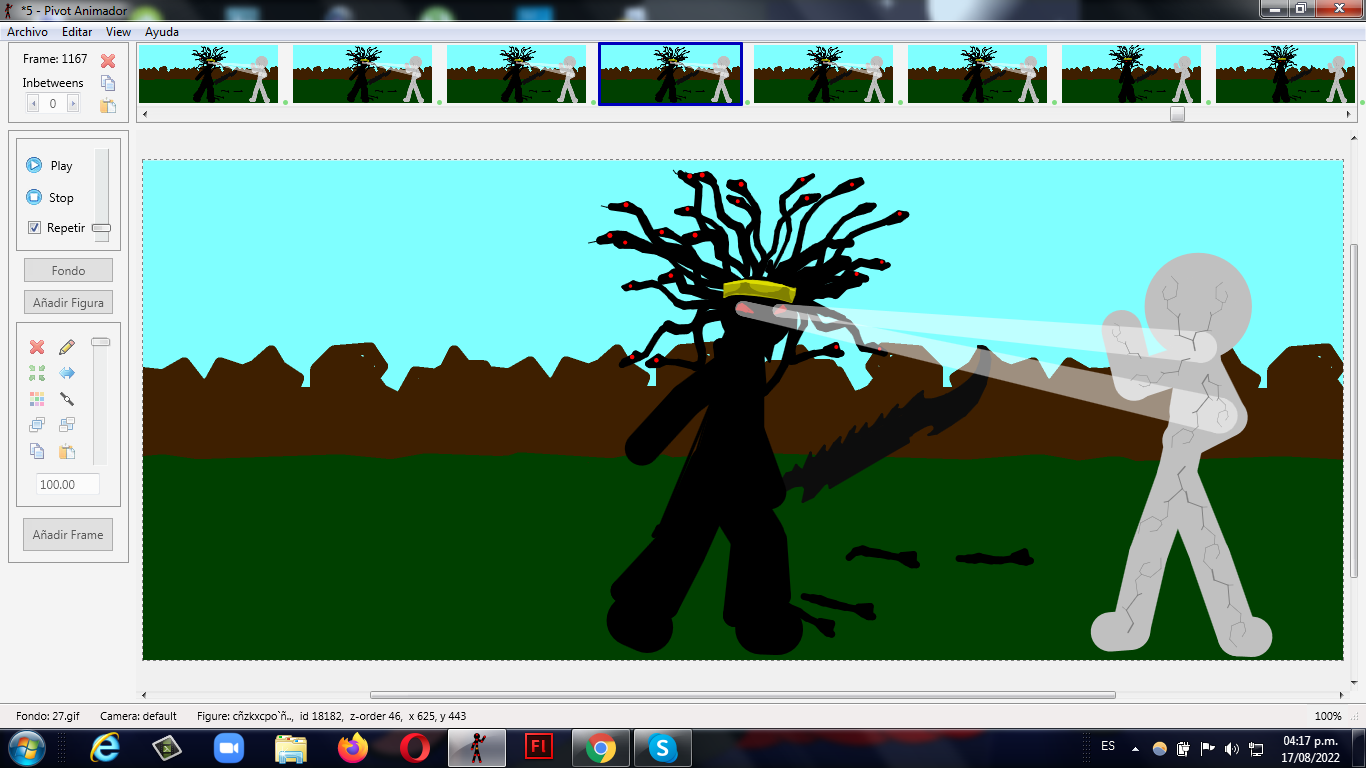 *5 - Pivot Animador
Archivo Editar View Ayuda
Frame: 1167
Inbetweens
0
Play
Stop
Repetir
Fondo
Añadir Figura
100.00
Añadir Frame
Fondo: 27.gif Camera: default Figure: cñzkxcpo`ñ.., id 18182, z-order 46, x 625, y 443 100%
FI
ES
04:17 p.m.
17/08/2022